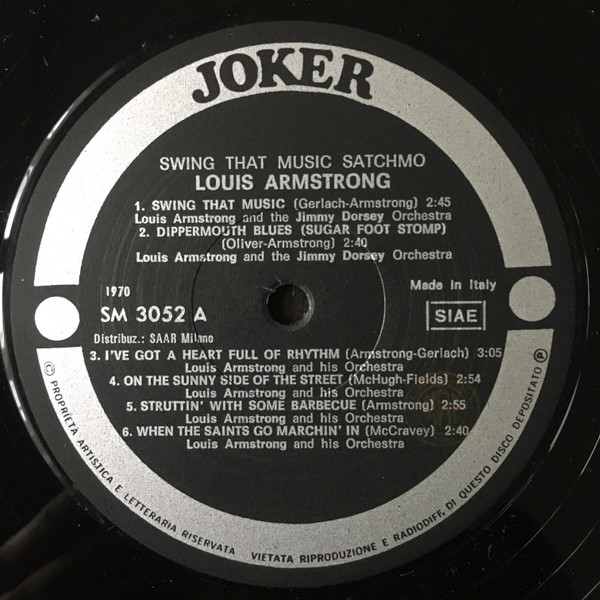 JOKER
SWING THAT MUSIC SATCHMO
LOUIS ARMSTRONG
1. SWING THAT MUSIC (Gerlach-Armstrong) 2:45
Louis Armstrong and the Jimmy Dorsey Orchestra
2. DIPPERMOUTH BLUES (SUGAR FOOT STOMP)
(Oliver-Armstrong) 2:40
Louis Armstrong and the Jimmy Dorsey Orchestra
1970
Made in Italy
SM 3052 A
SIAE
Distribuz.: SAAR Milano
3. I'VE GOT A HEART FULL OF RHYTHM (Armstrong-Gerlach) 3:05
Louis Armstrong and his Orchestra
4. ON THE SUNNY SIDE OF THE STREET (McHugh-Fields) 2:54
Louis Armstrong and his Orchestra
5. STRUTTIN' WITH SOME BARBECUE (Armstrong) 2:55
Louis Armstrong and his Orchestra
6. WHEN THE SAINTS GO MARCHIN' IN (McCravey) 2:40
Louis Armstrong and his Orchestra
© PROPRIETÀ ARTISTICA E LETTERARIA RISERVATA VIETATA RIPRODUZIONE E RADIODIFF. DI QUESTO DISCO DEPOSITATO ℗